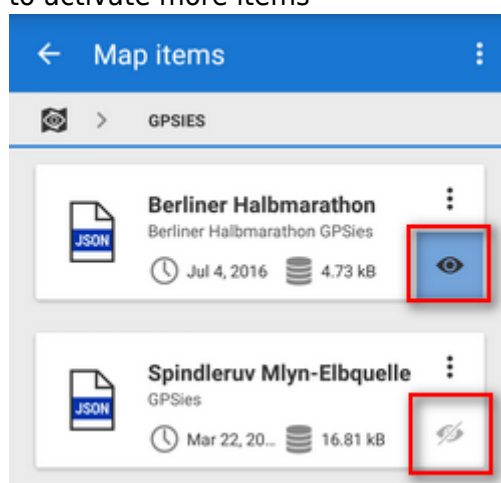 to activate more items
Map items
GPSIES
Berliner Halbmarathon
Berliner Halbmarathon GPSies
JSON
Jul 4, 2016 4.73 kB
Spindleruv Mlyn-Elbquelle
GPSies
JSON
Mar 22, 20... 16.81 kB